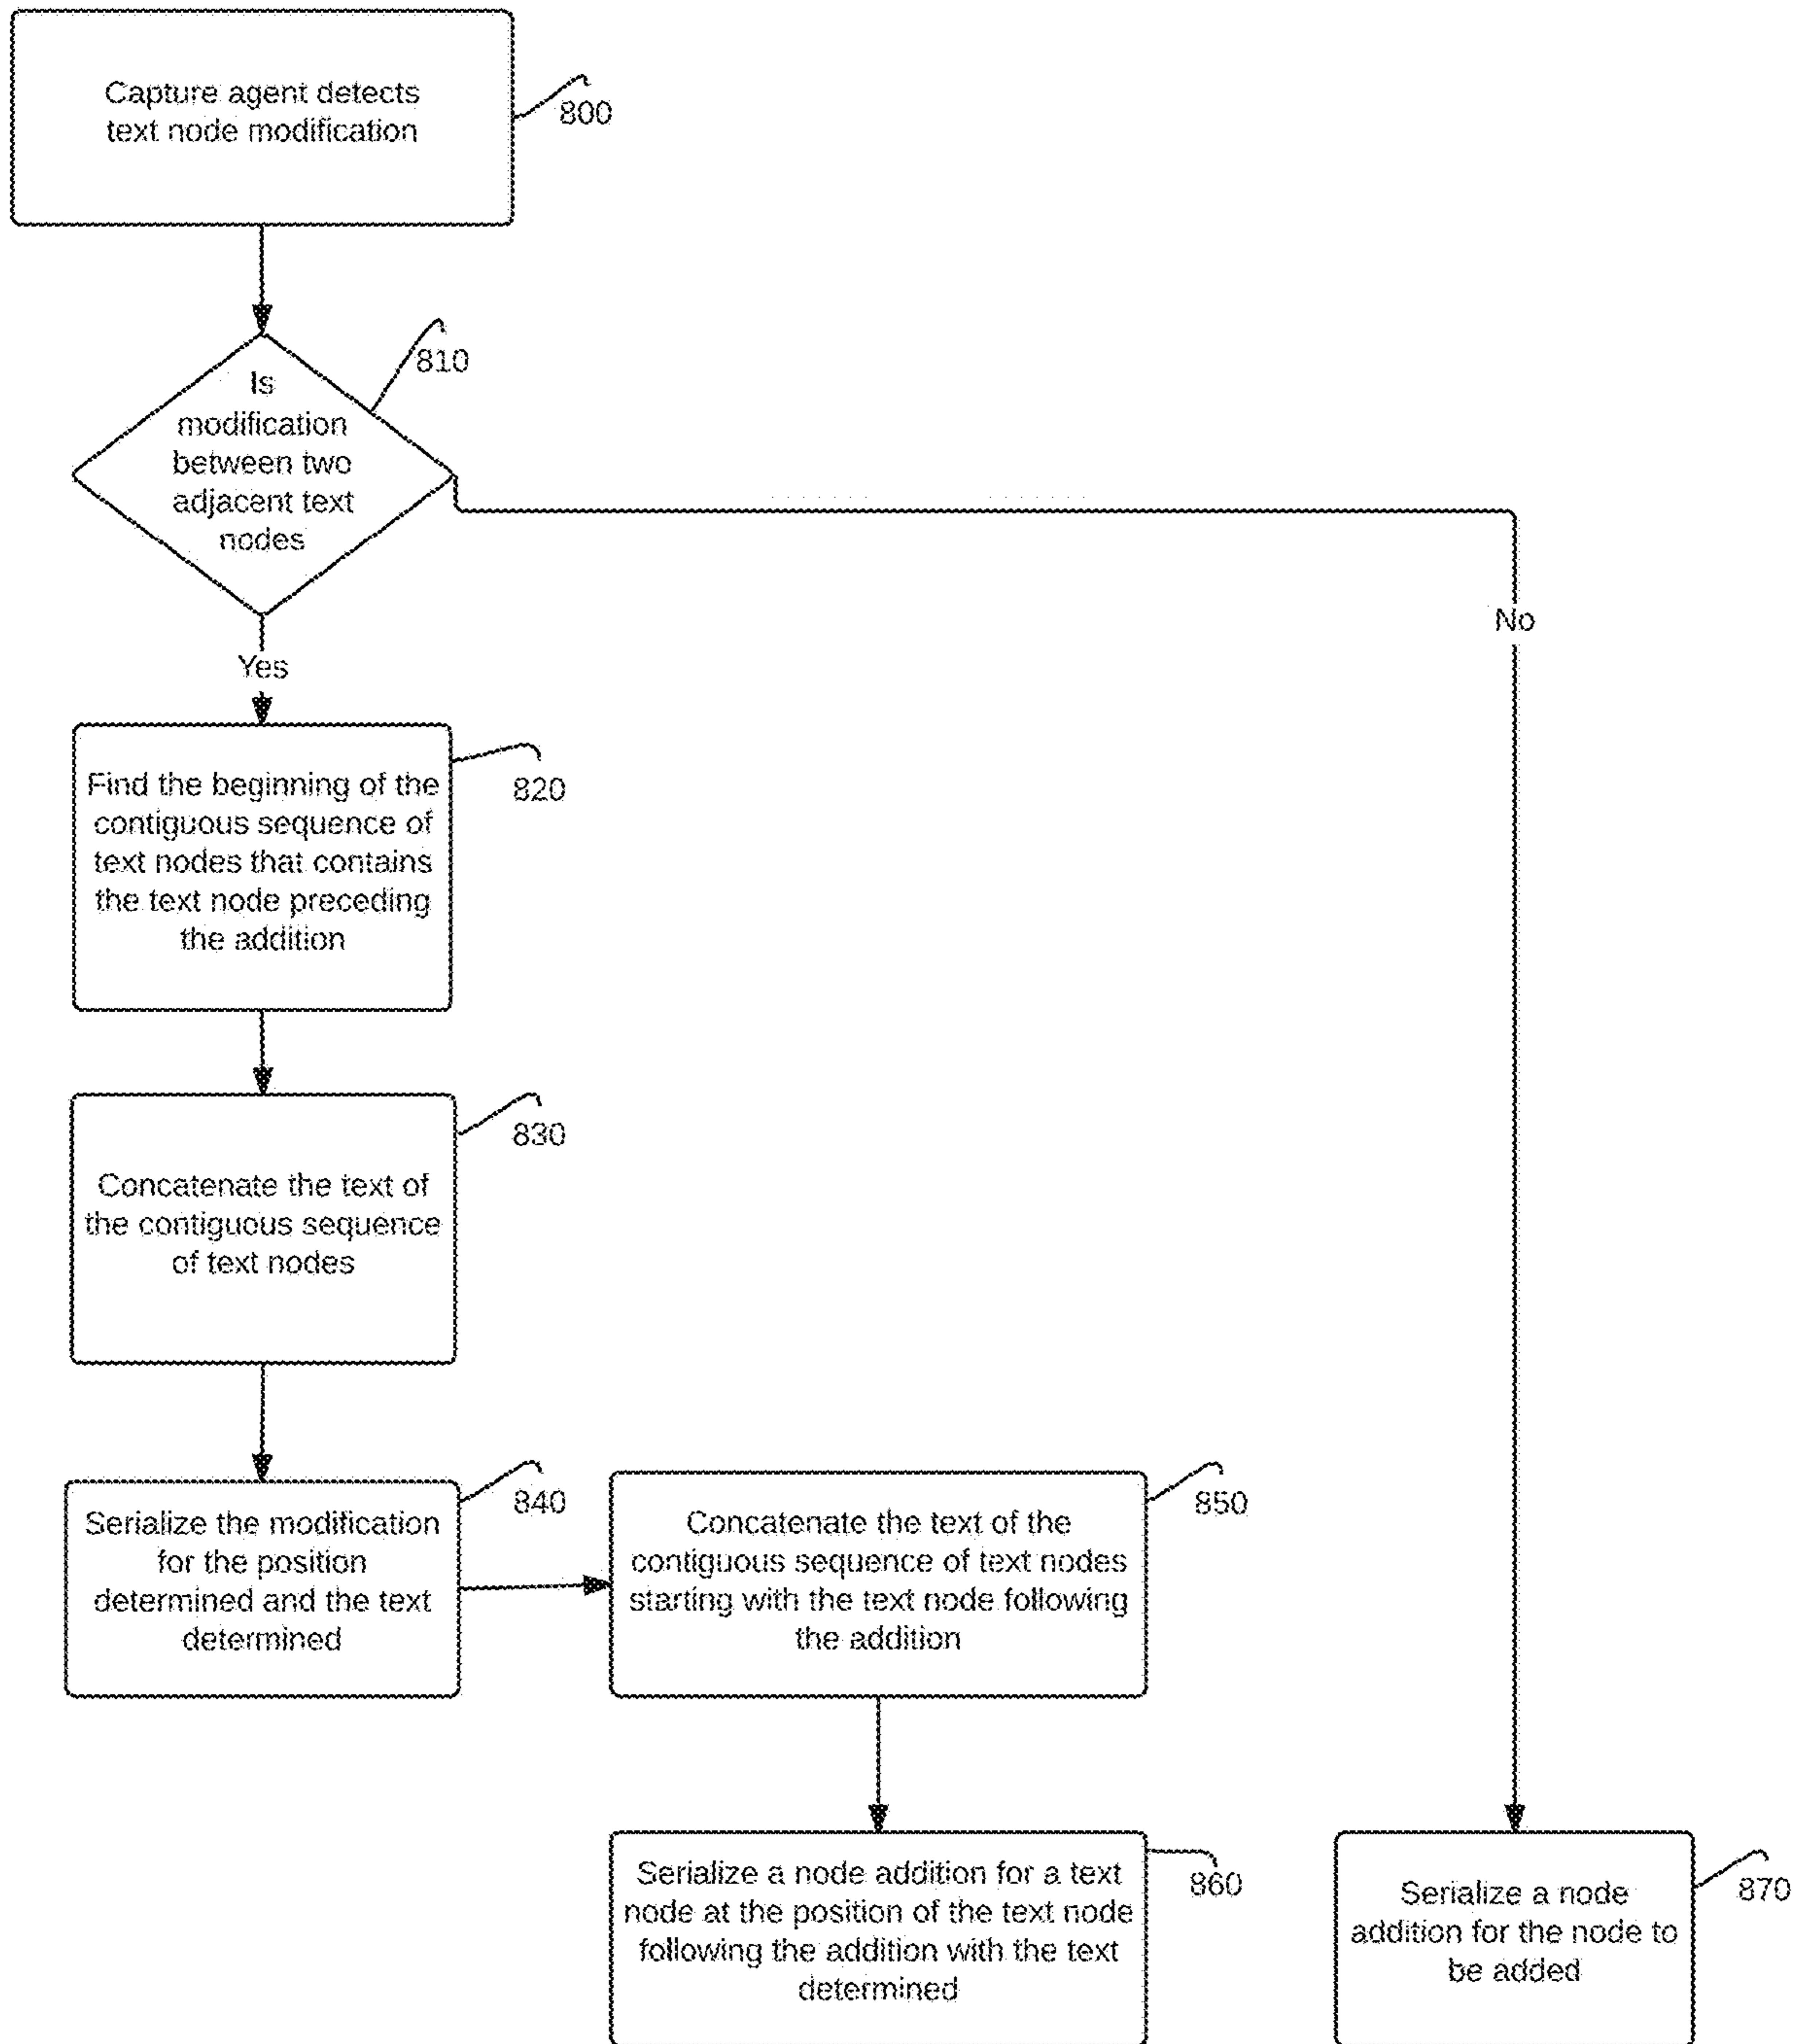 Capture agent detects
text node modification
800
810
Is
modification
between two
adjacent text
nodes
No
Yes
820
Find the beginning of the
contiguous sequence of
text nodes that contains
the text node preceding
the addition
830
Concatenate the text of
the contiguous sequence
of text nodes
840
Serialize the modification
for the position
determined and the text
determined
850
Concatenate the text of the
contiguous sequence of text nodes
starting with the text node following
the addition
860
Serialize a node addition for a text
node at the position of the text node
following the addition with the text
determined
870
Serialize a node
addition for the node to
be added